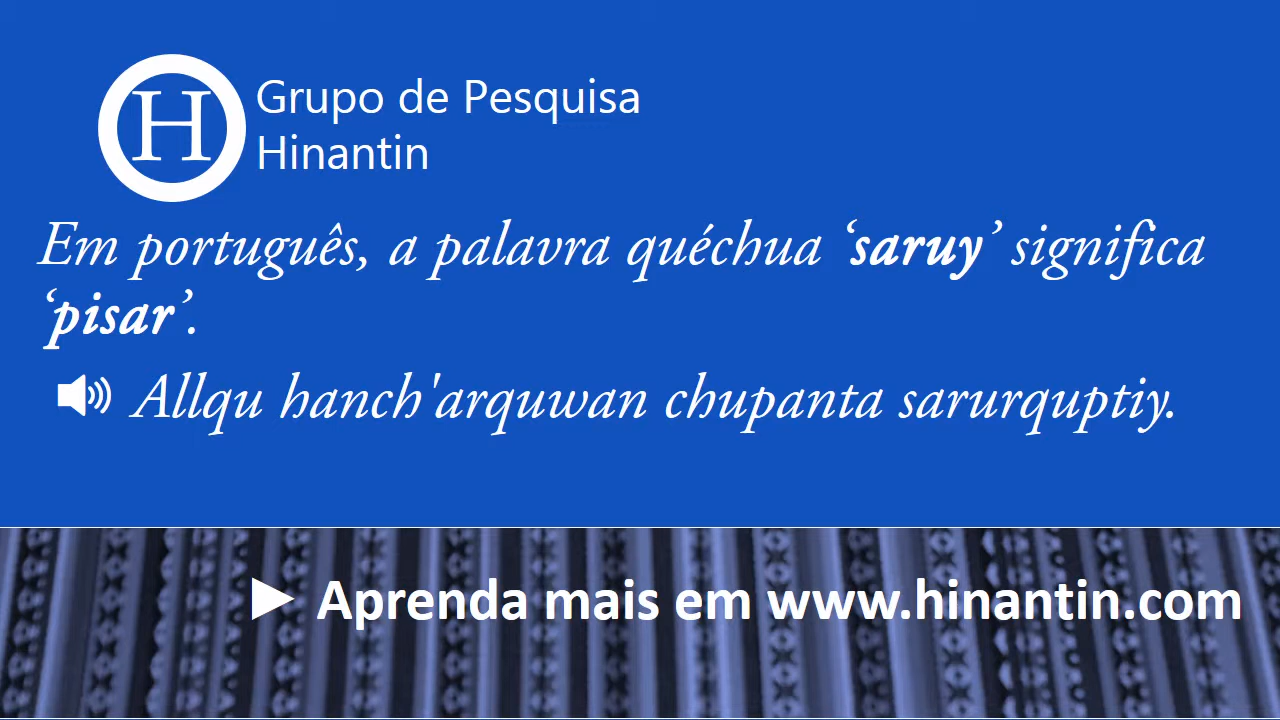 H
Grupo de Pesquisa
Hinantin
Em português, a palavra quéchua ‘saruy’ significa
‘pisar’.
Allqu hanch'arquwan chupanta sarurquptiy.
Aprenda mais em www.hinantin.com